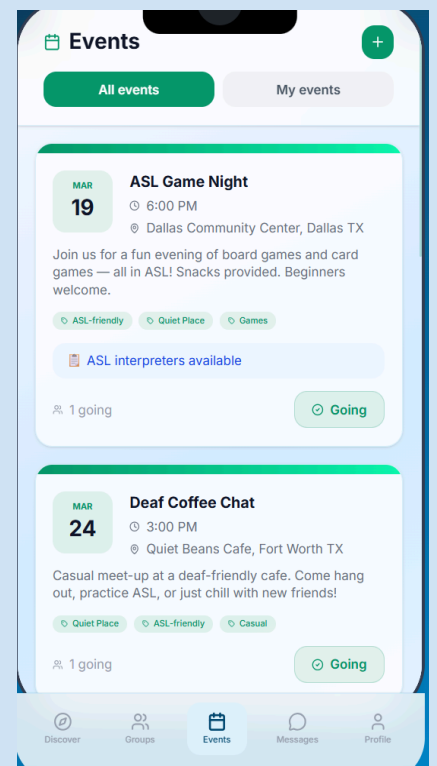 Events
All events
My events
MAR
19
ASL Game Night
6:00 PM
Dallas Community Center, Dallas TX
Join us for a fun evening of board games and card
games — all in ASL! Snacks provided. Beginners
welcome.
ASL-friendly
Quiet Place
Games
ASL interpreters available
1 going
Going
MAR
24
Deaf Coffee Chat
3:00 PM
Quiet Beans Cafe, Fort Worth TX
Casual meet-up at a deaf-friendly cafe. Come hang
out, practice ASL, or just chill with new friends!
Quiet Place
ASL-friendly
Casual
1 going
Going
Discover
Groups
Events
Messages
Profile